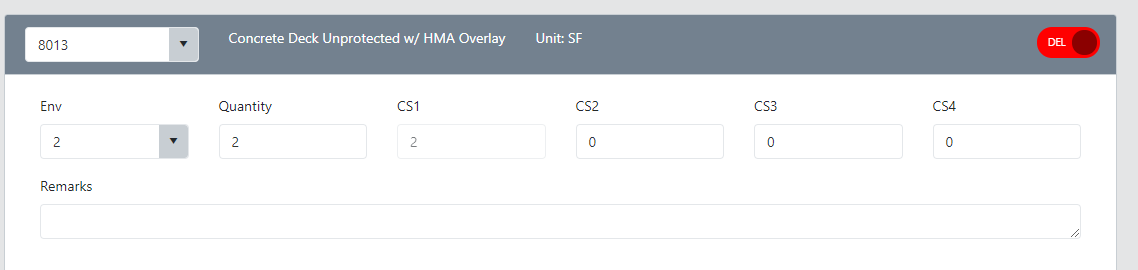 8013 Concrete Deck Unprotected w/ HMA Overlay Unit: SF DEL
Env Quantity CS1 CS2 CS3 CS4
2 2 2 0 0 0
Remarks